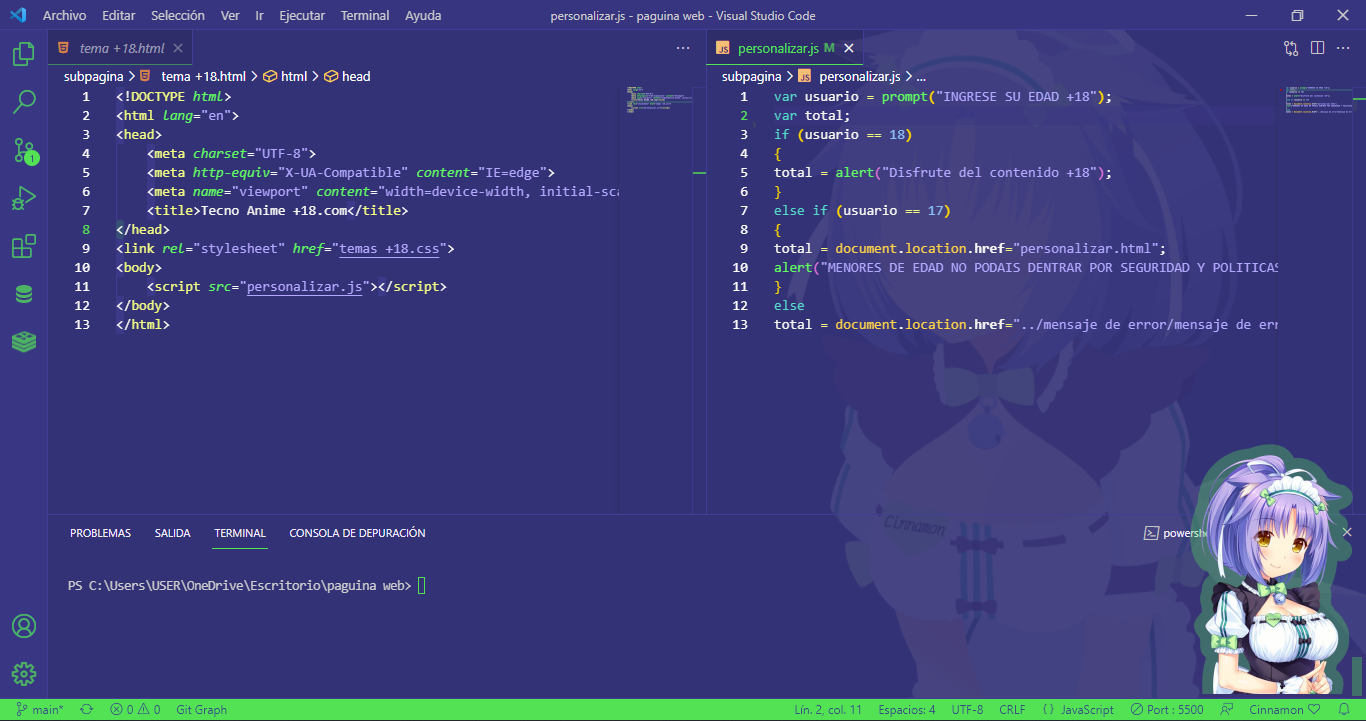 Archivo Editar Selección Ver Ir Ejecutar Terminal Ayuda
personalizar.js - paguina web - Visual Studio Code
tema +18.html
subpagina > tema +18.html > html > head
1 <!DOCTYPE html>
2 <html lang="en">
3 <head>
4 <meta charset="UTF-8">
5 <meta http-equiv="X-UA-Compatible" content="IE=edge">
6 <meta name="viewport" content="width=device-width, initial-sca
7 <title>Tecno Anime +18.com</title>
8 </head>
9 <link rel="stylesheet" href="temas +18.css">
10 <body>
11 <script src="personalizar.js"></script>
12 </body>
13 </html>
JS personalizar.js M
subpagina > JS personalizar.js > ...
1 var usuario = prompt("INGRESE SU EDAD +18");
2 var total;
3 if (usuario == 18)
4 {
5 total = alert("Disfrute del contenido +18");
6 }
7 else if (usuario == 17)
8 {
9 total = document.location.href="personalizar.html";
10 alert("MENORES DE EDAD NO PODAIS DENTRAR POR SEGURIDAD Y POLITICAS
11 }
12 else
13 total = document.location.href="../mensaje de error/mensaje de err
1
Cinnamon
PROBLEMAS SALIDA TERMINAL CONSOLA DE DEPURACIÓN
powershe
PS C:\Users\USER\OneDrive\Escritorio\paguina web>
main* 0 0 Git Graph
Lín. 2, col. 11 Espacios: 4 UTF-8 CRLF {} JavaScript Port : 5500 Cinnamon ♡